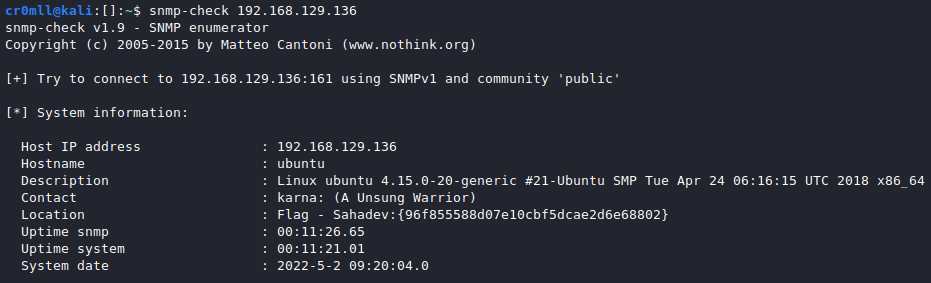 cr0mll@kali:[]:~$ snmp-check 192.168.129.136
snmp-check v1.9 - SNMP enumerator
Copyright (c) 2005-2015 by Matteo Cantoni (www.nothink.org)
[+] Try to connect to 192.168.129.136:161 using SNMPv1 and community 'public'
[*] System information:
Host IP address : 192.168.129.136
Hostname : ubuntu
Description : Linux ubuntu 4.15.0-20-generic #21-Ubuntu SMP Tue Apr 24 06:16:15 UTC 2018 x86_64
Contact : karna: (A Unsung Warrior)
Location : Flag - Sahadev:{96f855588d07e10cbf5dcae2d6e68802}
Uptime snmp : 00:11:26.65
Uptime system : 00:11:21.01
System date : 2022-5-2 09:20:04.0